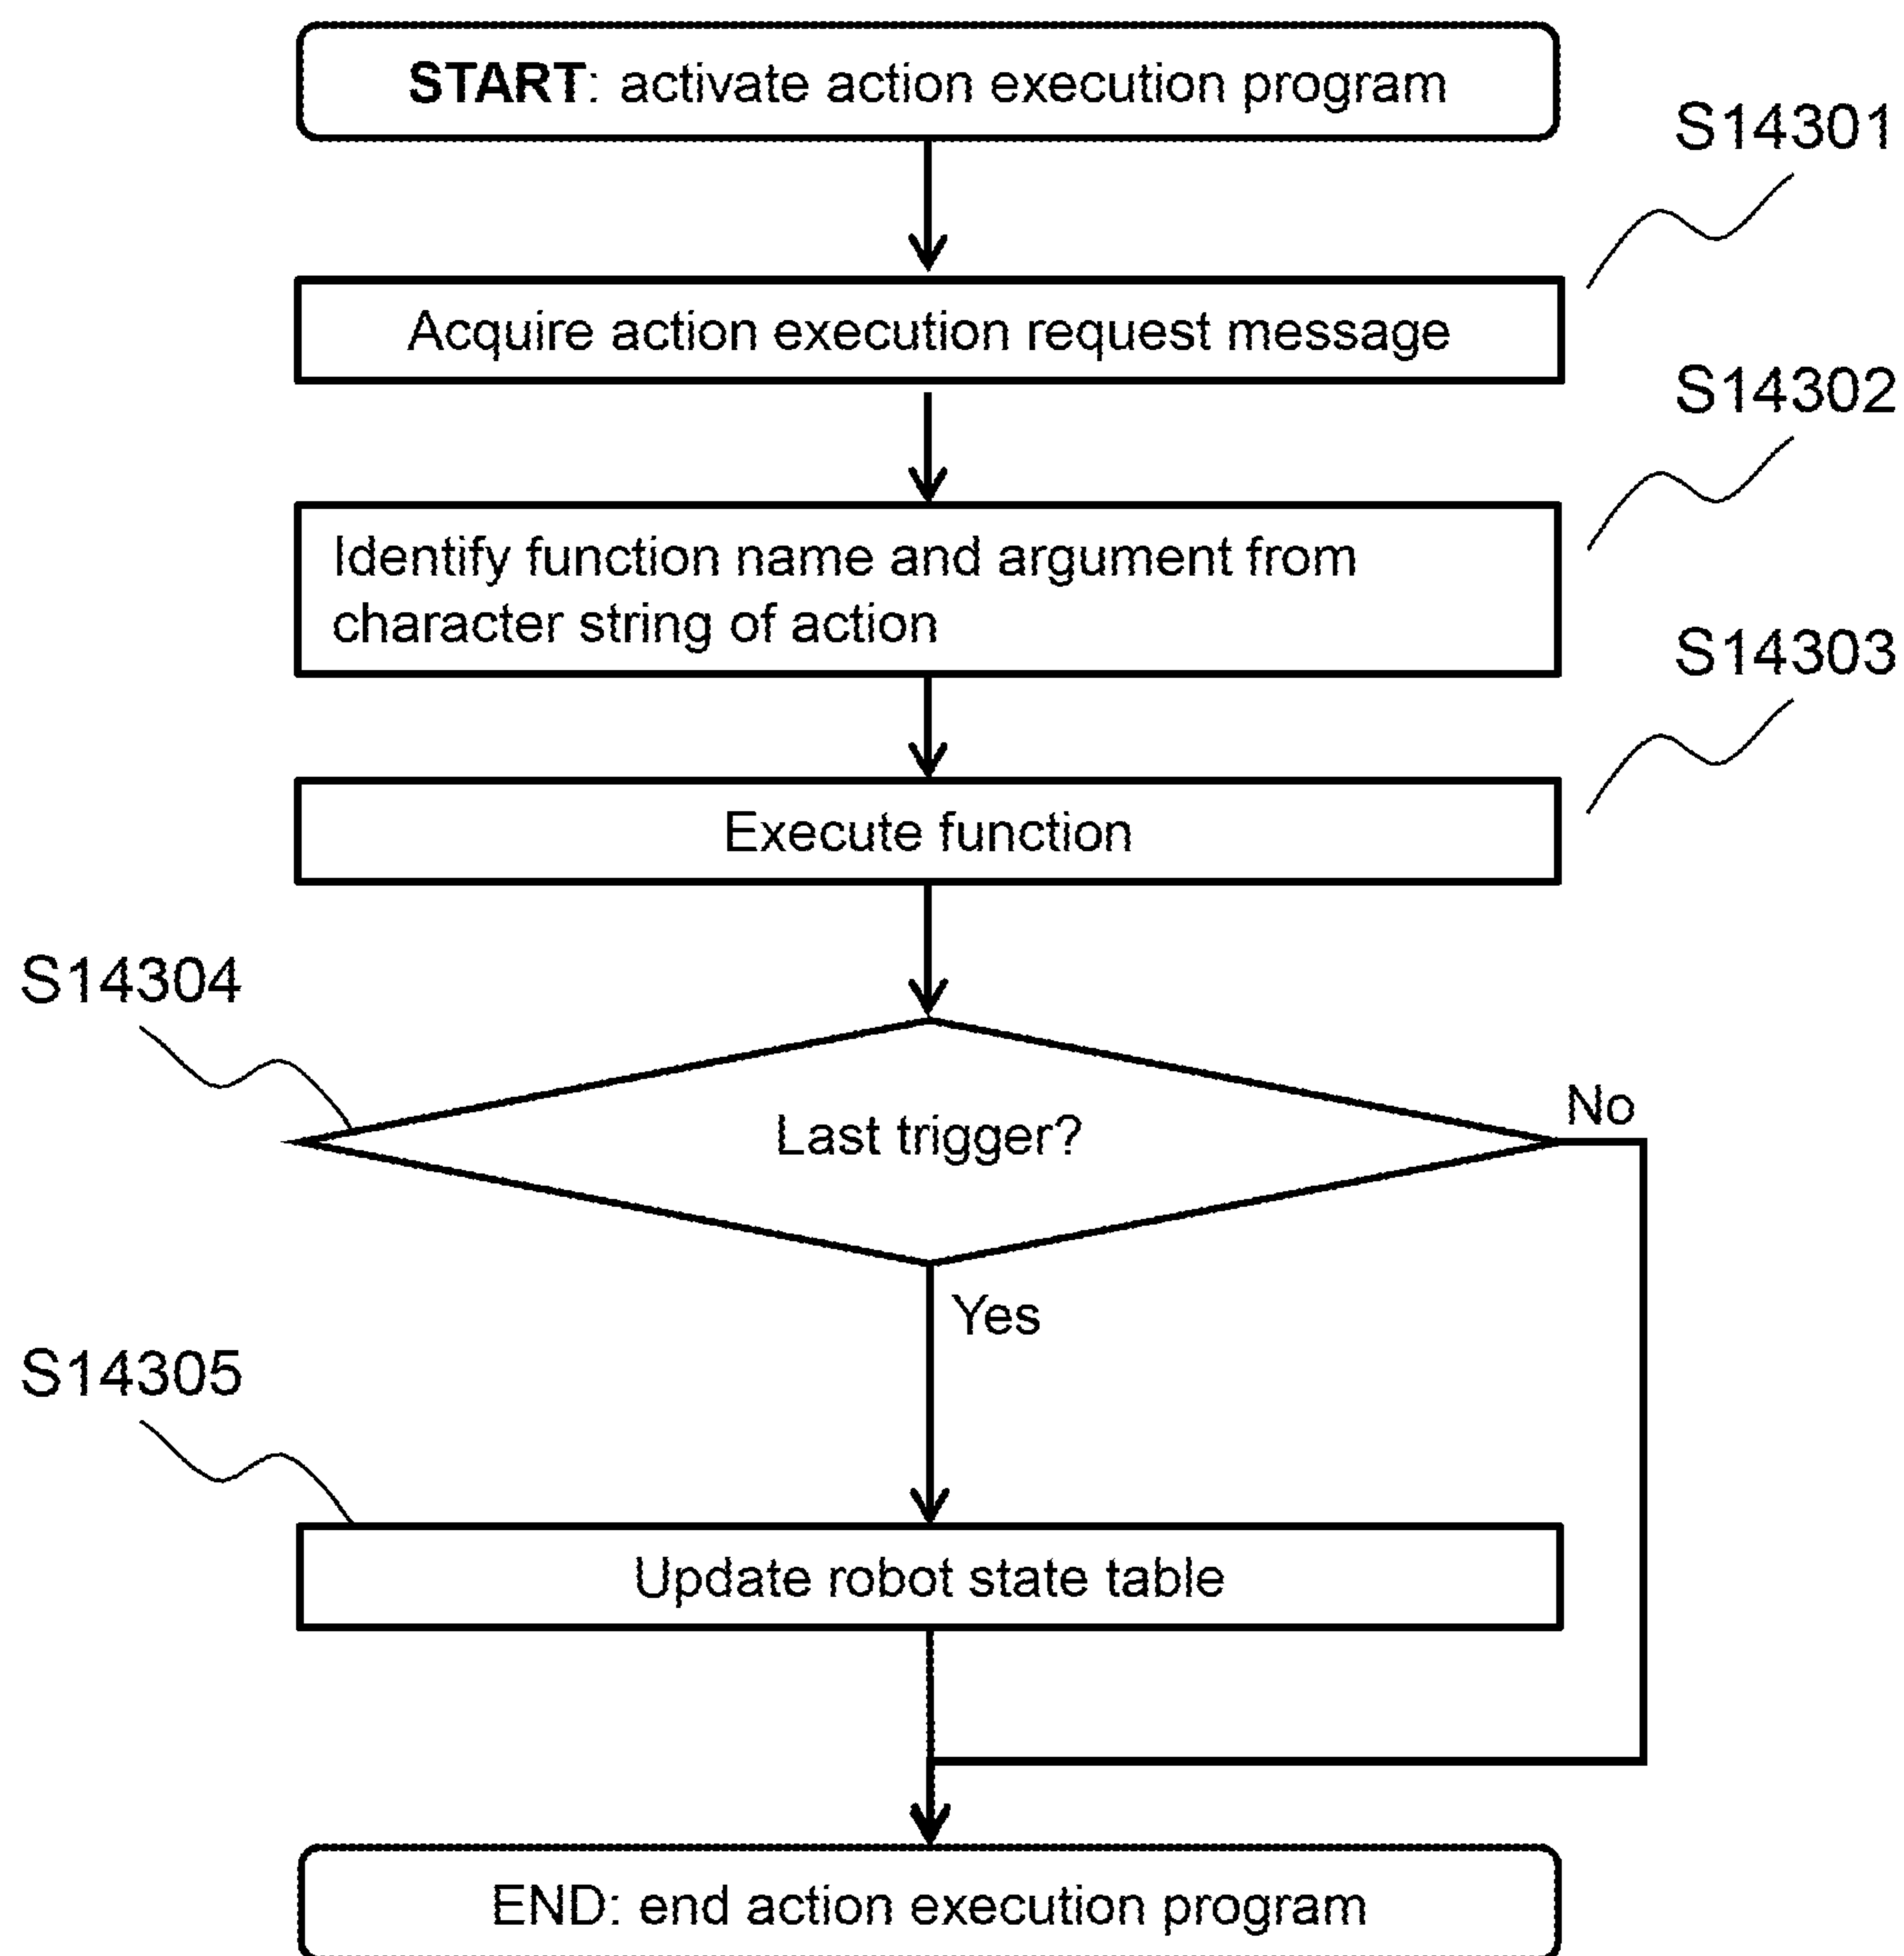 START: activate action execution program
S14301
Acquire action execution request message
S14302
Identify function name and argument from
character string of action
S14303
Execute function
S14304
Last trigger?
No
Yes
S14305
Update robot state table
END: end action execution program